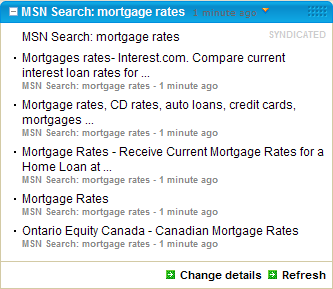 MSN Search: mortgage rates 1 minute ago
MSN Search: mortgage rates SYNDICATED
Mortgages rates- Interest.com. Compare current
interest loan rates for ...
MSN Search: mortgage rates - 1 minute ago
Mortgage rates, CD rates, auto loans, credit cards,
mortgages ...
MSN Search: mortgage rates - 1 minute ago
Mortgage Rates - Receive Current Mortgage Rates for a
Home Loan at ...
MSN Search: mortgage rates - 1 minute ago
Mortgage Rates
MSN Search: mortgage rates - 1 minute ago
Ontario Equity Canada - Canadian Mortgage Rates
MSN Search: mortgage rates - 1 minute ago
Change details Refresh